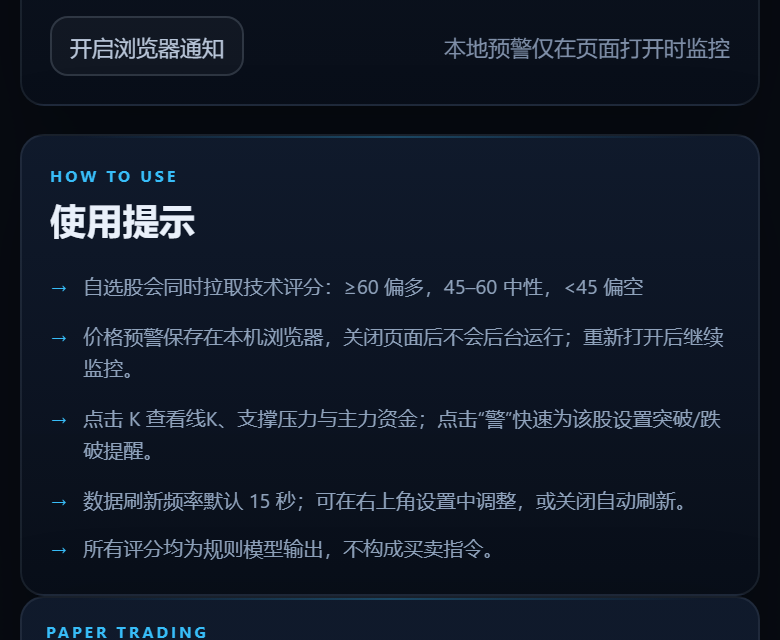 开启浏览器通知 本地预警仅在页面打开时监控
HOW TO USE
使用提示
→ 自选股会同时拉取技术评分：≥60 偏多，45–60 中性，<45 偏空
→ 价格预警保存在本机浏览器，关闭页面后不会后台运行；重新打开后继续
监控。
→ 点击 K 查看线K、支撑压力与主力资金；点击“警”快速为该股设置突破/跌
破提醒。
→ 数据刷新频率默认 15 秒；可在右上角设置中调整，或关闭自动刷新。
→ 所有评分均为规则模型输出，不构成买卖指令。
PAPER TRADING